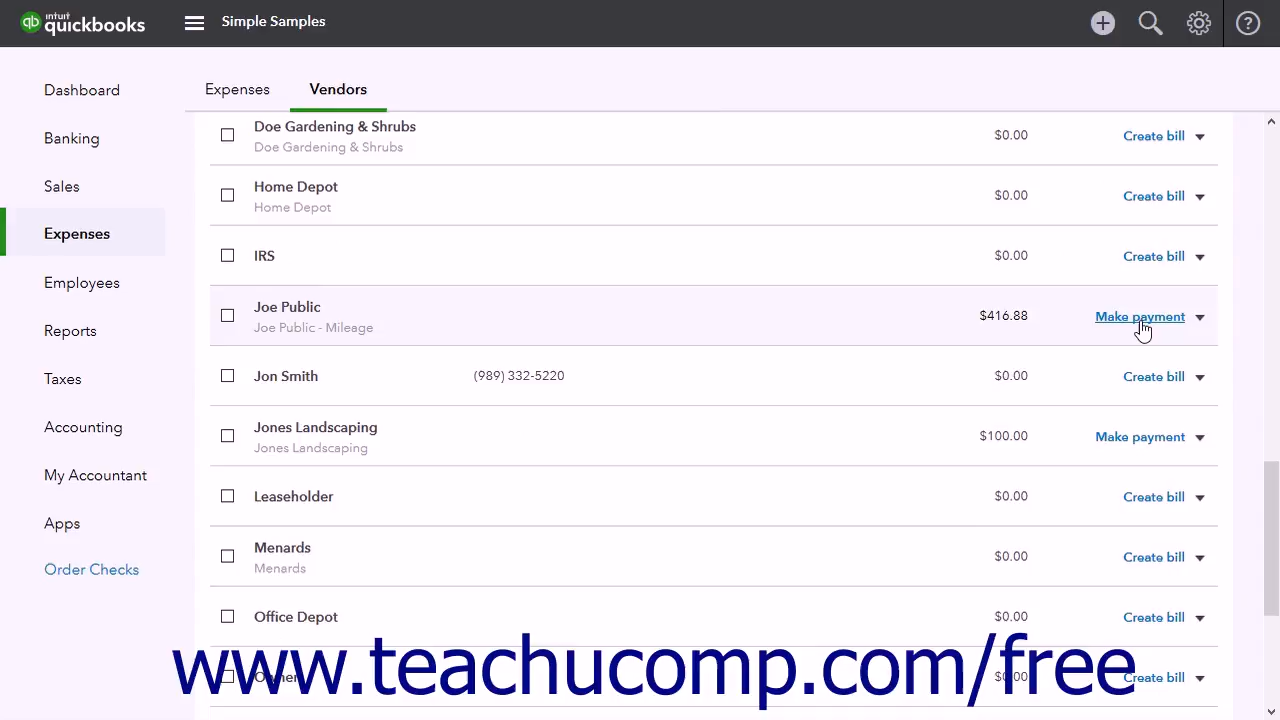 intuit quickbooks Simple Samples
Dashboard
Banking
Sales
Expenses
Employees
Reports
Taxes
Accounting
My Accountant
Apps
Order Checks
Expenses Vendors
Doe Gardening & Shrubs $0.00 Create bill
Doe Gardening & Shrubs
Home Depot $0.00 Create bill
Home Depot
IRS $0.00 Create bill
Joe Public $416.88 Make payment
Joe Public - Mileage
Jon Smith (989) 332-5220 $0.00 Create bill
Jones Landscaping $100.00 Make payment
Jones Landscaping
Leaseholder $0.00 Create bill
Menards $0.00 Create bill
Menards
Office Depot $0.00 Create bill
www.teachucomp.com/free
$0.00 Create bill